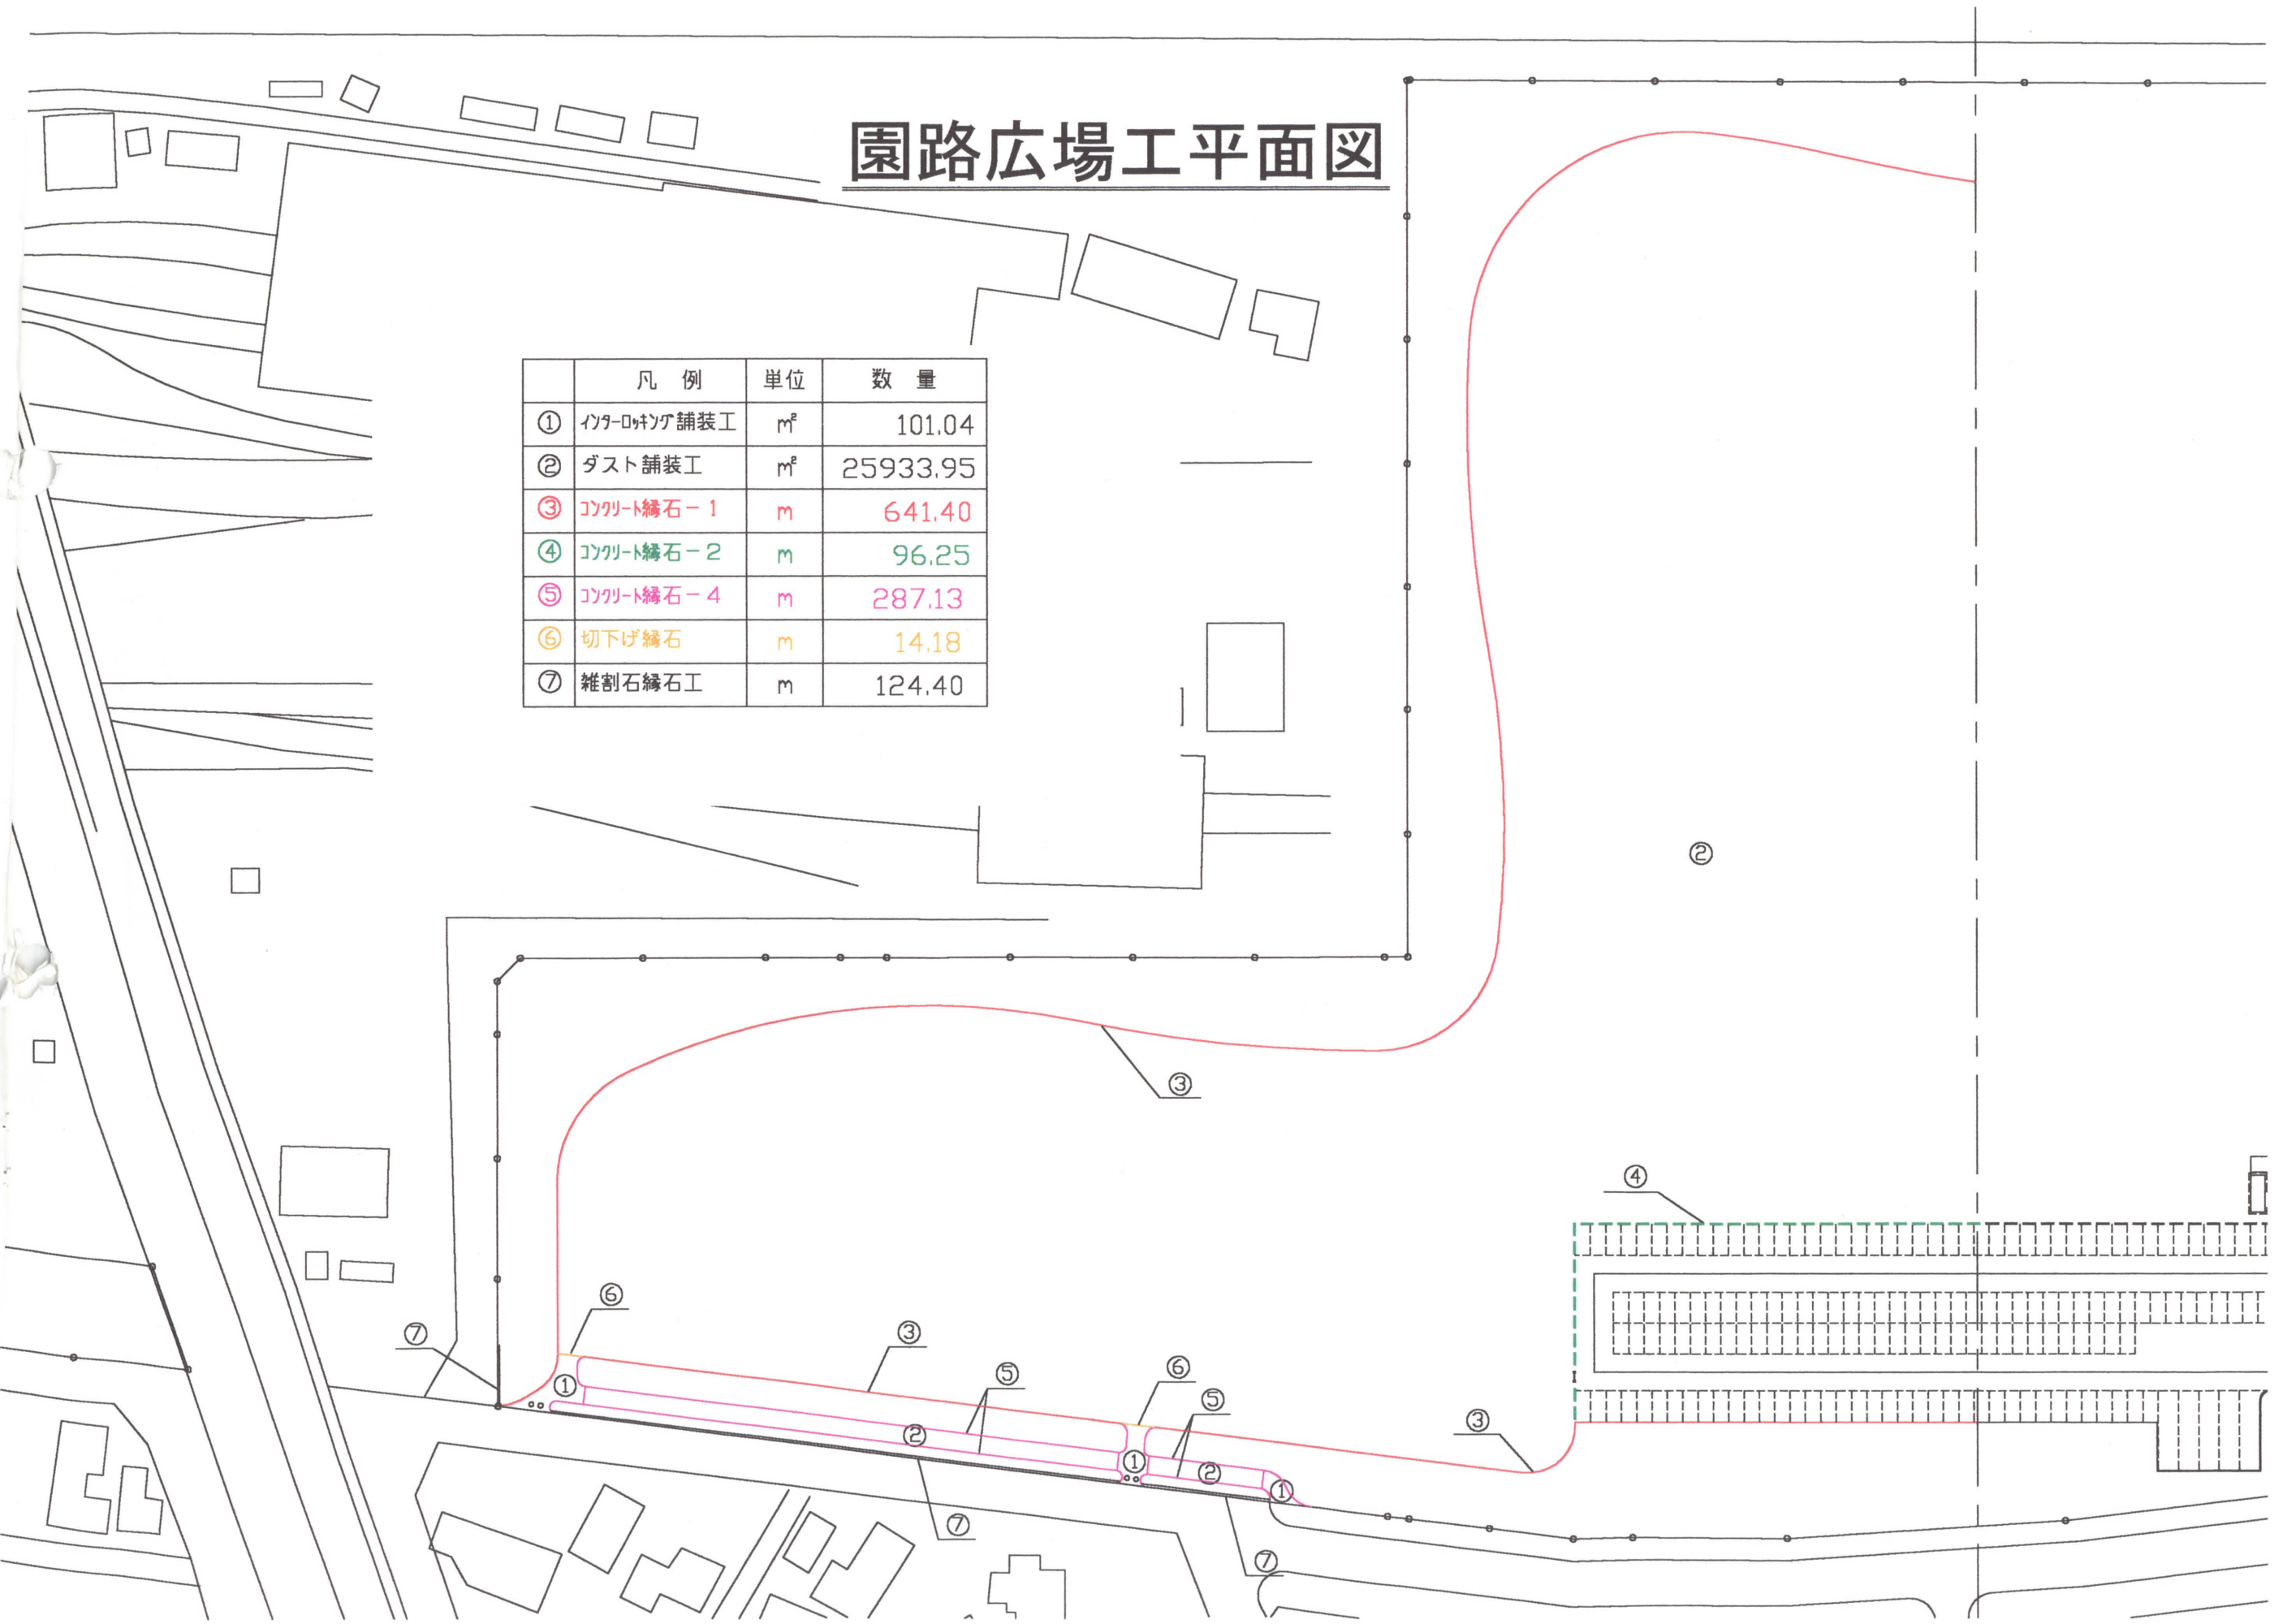 園路広場工平面図
凡 例 単位 数 量
① インターロッキング舗装工 m² 101.04
② ダスト舗装工 m² 25933.95
③ コンクリート縁石－1 m 641.40
④ コンクリート縁石－2 m 96.25
⑤ コンクリート縁石－4 m 287.13
⑥ 切下げ縁石 m 14.18
⑦ 雑割石縁石工 m 124.40
②
③
④
⑥
⑦
③
⑤
⑥
⑤
③
①
②
①
②
①
⑦
⑦